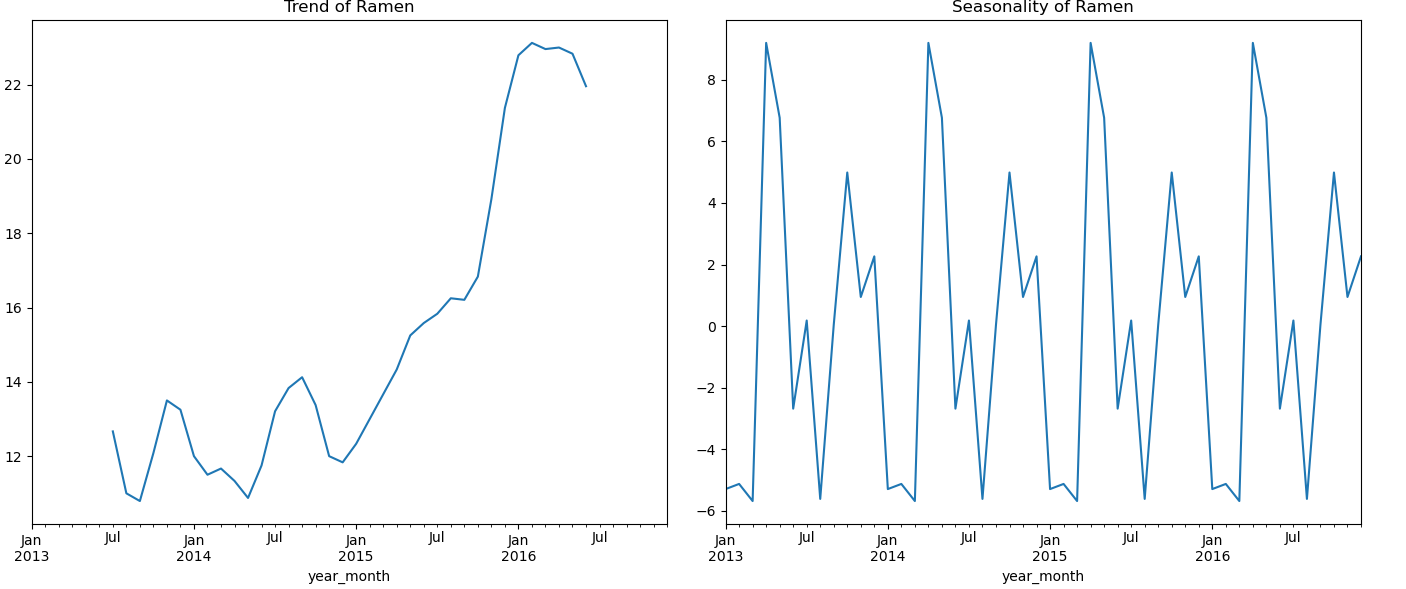 Trend of Ramen
22
20
18
16
14
12
Jan
2013
Jul
Jan
2014
Jul
Jan
2015
Jul
Jan
2016
Jul
year_month
Seasonality of Ramen
8
6
4
2
0
−2
−4
−6
Jan
2013
Jul
Jan
2014
Jul
Jan
2015
Jul
Jan
2016
Jul
year_month